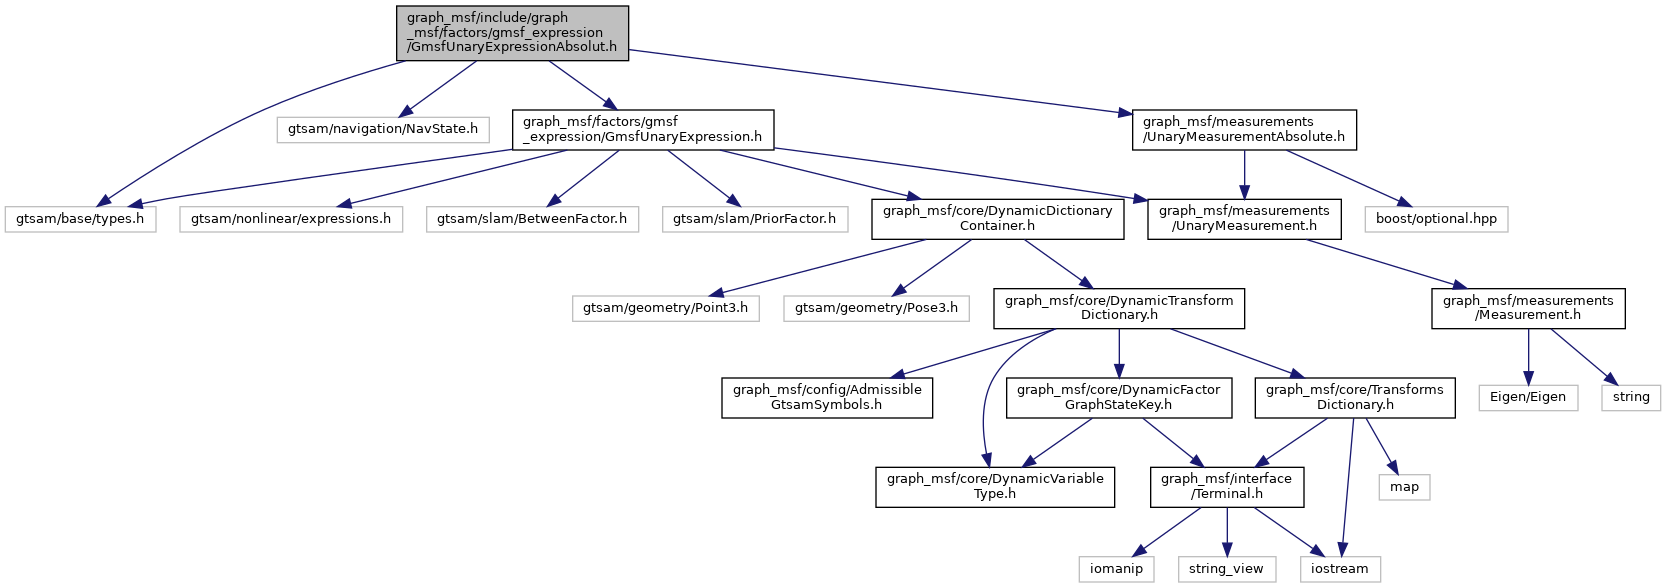 graph_msf/include/graph
_msf/factors/gmsf_expression
/GmsfUnaryExpressionAbsolut.h
gtsam/navigation/NavState.h
graph_msf/factors/gmsf
_expression/GmsfUnaryExpression.h
graph_msf/measurements
/UnaryMeasurementAbsolute.h
gtsam/base/types.h
gtsam/nonlinear/expressions.h
gtsam/slam/BetweenFactor.h
gtsam/slam/PriorFactor.h
graph_msf/core/DynamicDictionary
Container.h
graph_msf/measurements
/UnaryMeasurement.h
boost/optional.hpp
gtsam/geometry/Point3.h
gtsam/geometry/Pose3.h
graph_msf/core/DynamicTransform
Dictionary.h
graph_msf/measurements
/Measurement.h
graph_msf/config/Admissible
GtsamSymbols.h
graph_msf/core/DynamicFactor
GraphStateKey.h
graph_msf/core/Transforms
Dictionary.h
Eigen/Eigen
string
graph_msf/core/DynamicVariable
Type.h
graph_msf/interface
/Terminal.h
map
iomanip
string_view
iostream